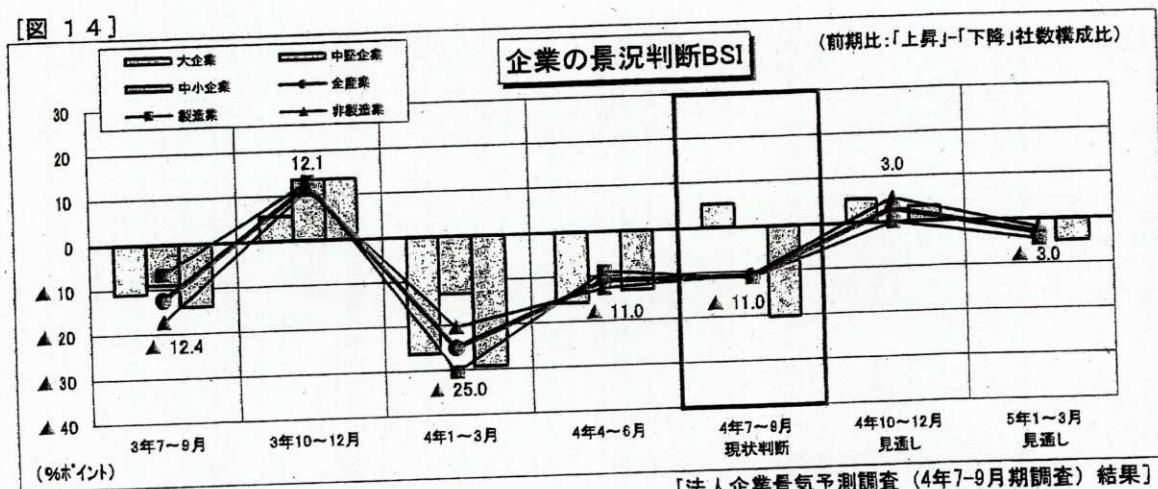 [図 14]
企業の景況判断BSI
(前期比:「上昇」-「下降」社数構成比)
大企業
中堅企業
中小企業
全産業
製造業
非製造業
30
20
10
0
▲ 10
▲ 20
▲ 30
▲ 40
(%ポイント)
▲ 12.4
12.1
▲ 25.0
▲ 11.0
▲ 11.0
3.0
▲ 3.0
3年7~9月
3年10~12月
4年1~3月
4年4~6月
4年7~9月
現状判断
4年10~12月
見通し
5年1~3月
見通し
[法人企業景気予測調査 (4年7-9月期調査) 結果]